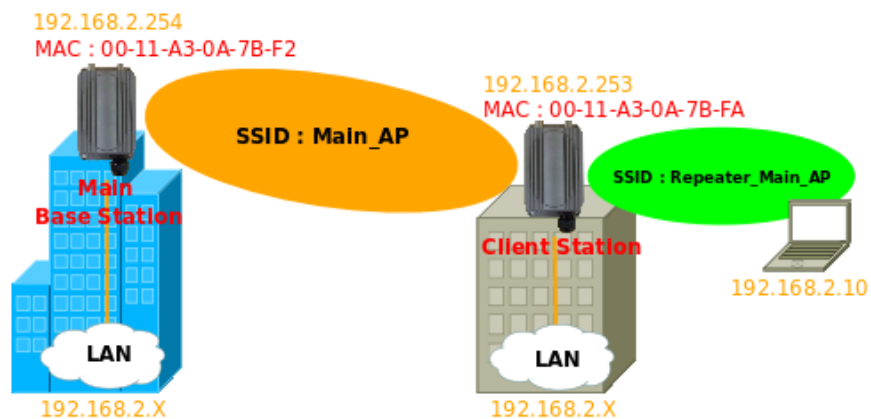 192.168.2.254
MAC : 00-11-A3-0A-7B-F2
SSID : Main_AP
192.168.2.253
MAC : 00-11-A3-0A-7B-FA
SSID : Repeater_Main_AP
Main
Base Station
Client Station
192.168.2.10
LAN
LAN
192.168.2.X
192.168.2.X